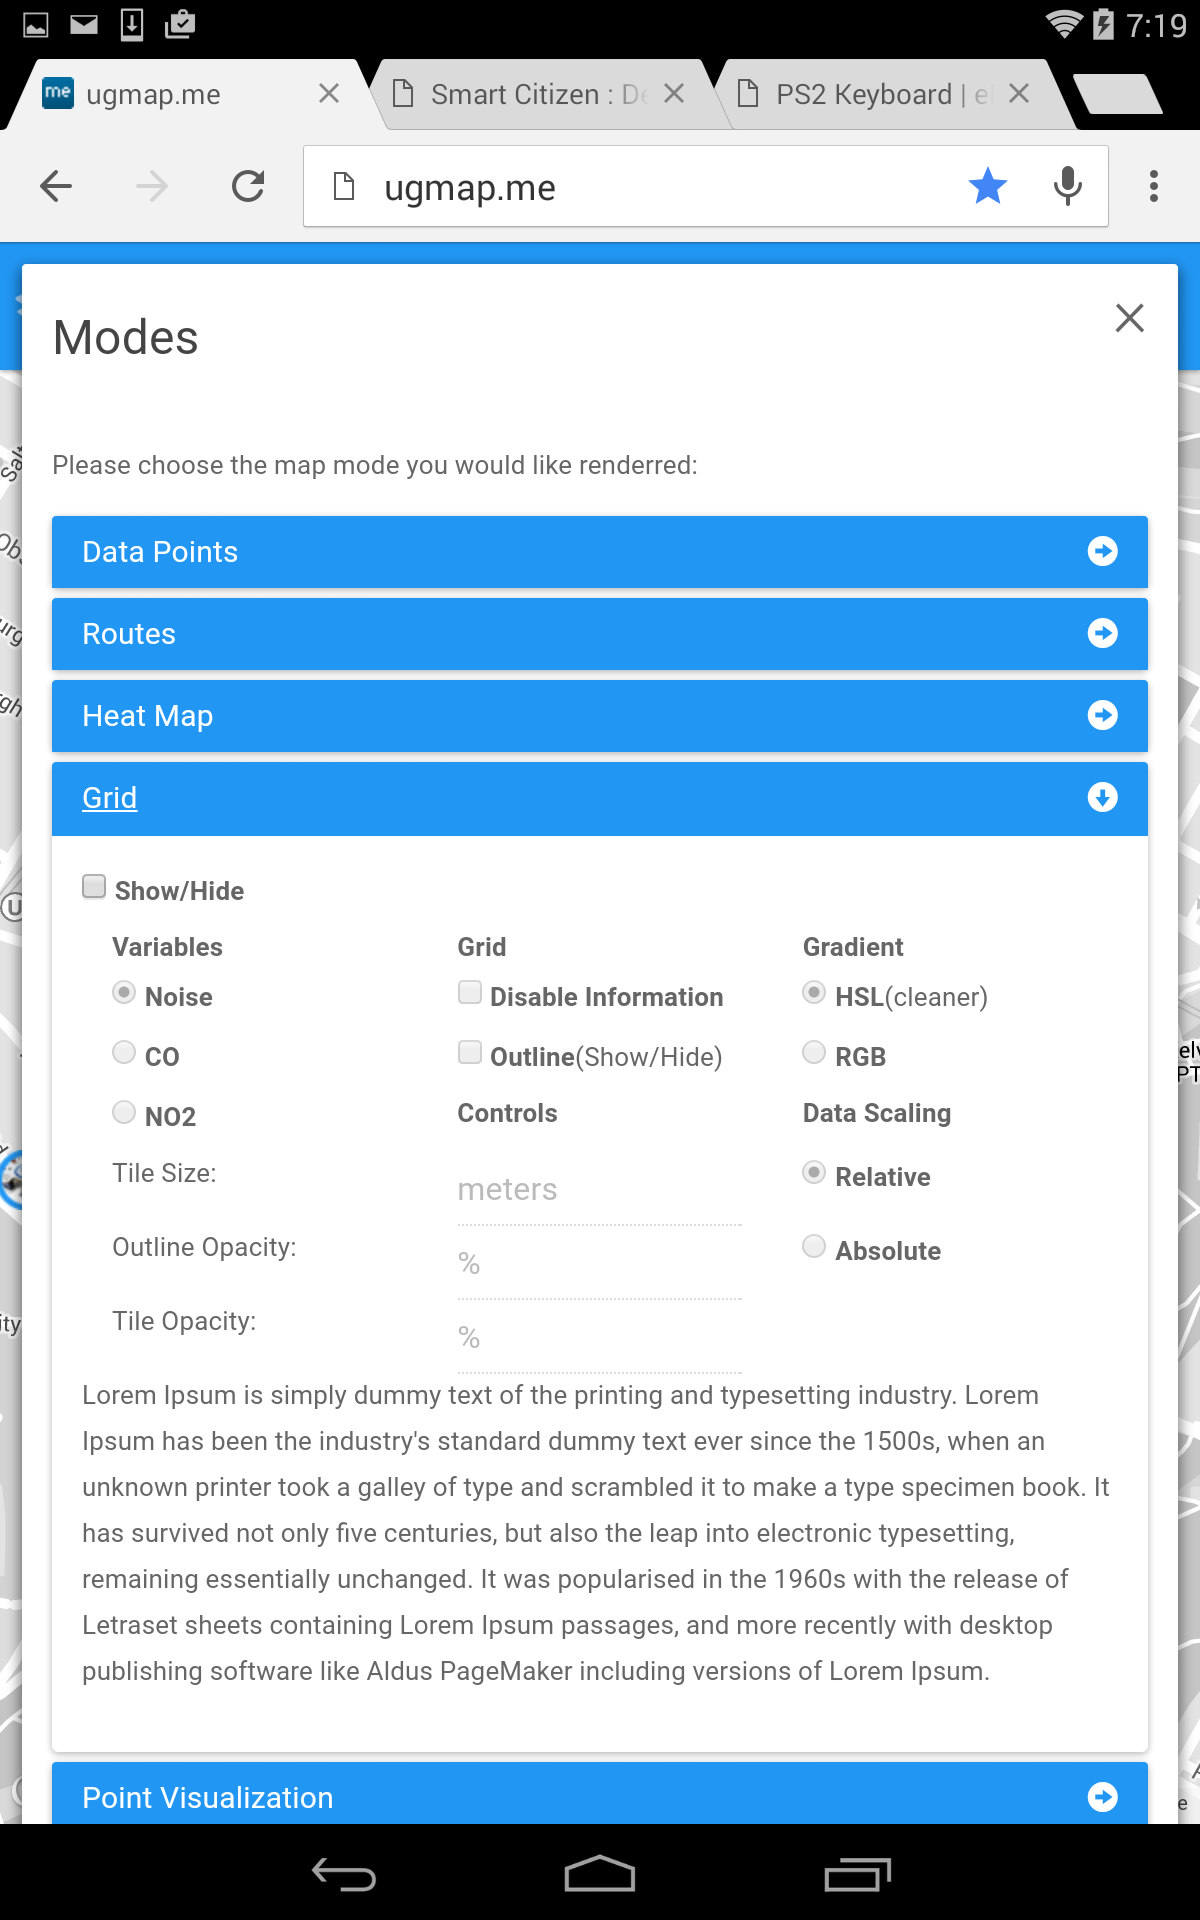 7:19
me ugmap.me
Smart Citizen : De
PS2 Keyboard | e
ugmap.me
Modes
Please choose the map mode you would like renderred:
Data Points
Routes
Heat Map
Grid
Show/Hide
Variables
Grid
Gradient
Noise
Disable Information
HSL(cleaner)
CO
Outline(Show/Hide)
RGB
NO2
Controls
Data Scaling
Tile Size:
meters
Relative
Outline Opacity:
%
Absolute
Tile Opacity:
%
Lorem Ipsum is simply dummy text of the printing and typesetting industry. Lorem
Ipsum has been the industry's standard dummy text ever since the 1500s, when an
unknown printer took a galley of type and scrambled it to make a type specimen book. It
has survived not only five centuries, but also the leap into electronic typesetting,
remaining essentially unchanged. It was popularised in the 1960s with the release of
Letraset sheets containing Lorem Ipsum passages, and more recently with desktop
publishing software like Aldus PageMaker including versions of Lorem Ipsum.
Point Visualization